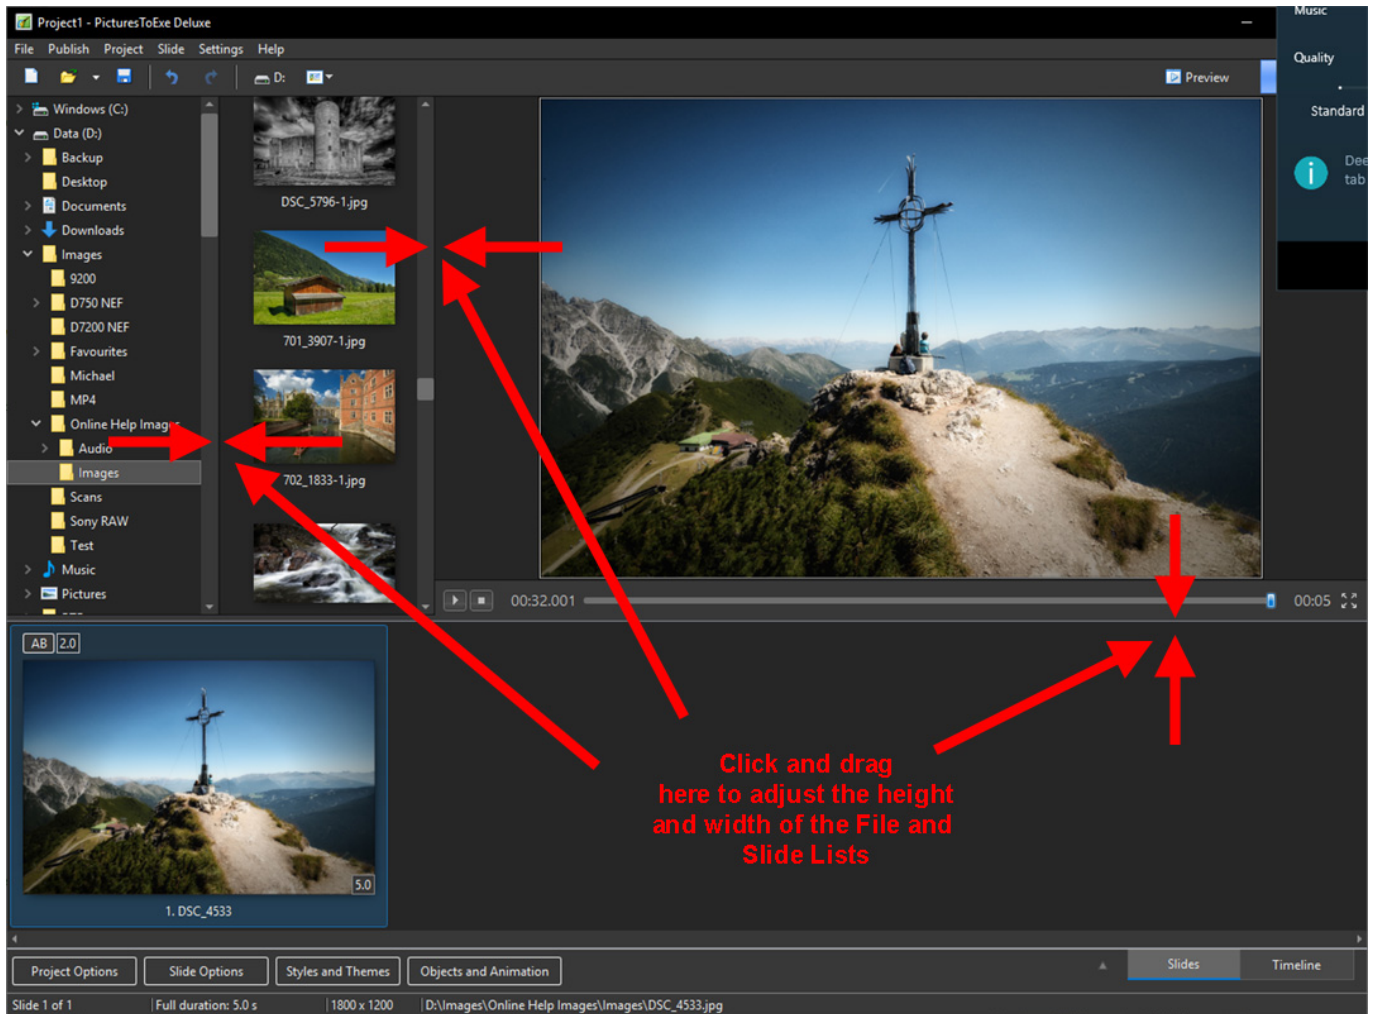 Project1 - PicturesToExe Deluxe
Music
File Publish Project Slide Settings Help
Quality
D:
Preview
Standard
Dee
tab
Windows (C:)
Data (D:)
Backup
Desktop
Documents
Downloads
Images
9200
D750 NEF
D7200 NEF
Favourites
Michael
MP4
Online Help Images
Audio
Images
Scans
Sony RAW
Test
Music
Pictures
DSC_5796-1.jpg
701_3907-1.jpg
702_1833-1.jpg
00:32.001
00:05
AB 2.0
5.0
1. DSC_4533
Click and drag
here to adjust the height
and width of the File and
Slide Lists
Project Options
Slide Options
Styles and Themes
Objects and Animation
Slides
Timeline
Slide 1 of 1
Full duration: 5.0 s
1800 x 1200
D:\Images\Online Help Images\Images\DSC_4533.jpg